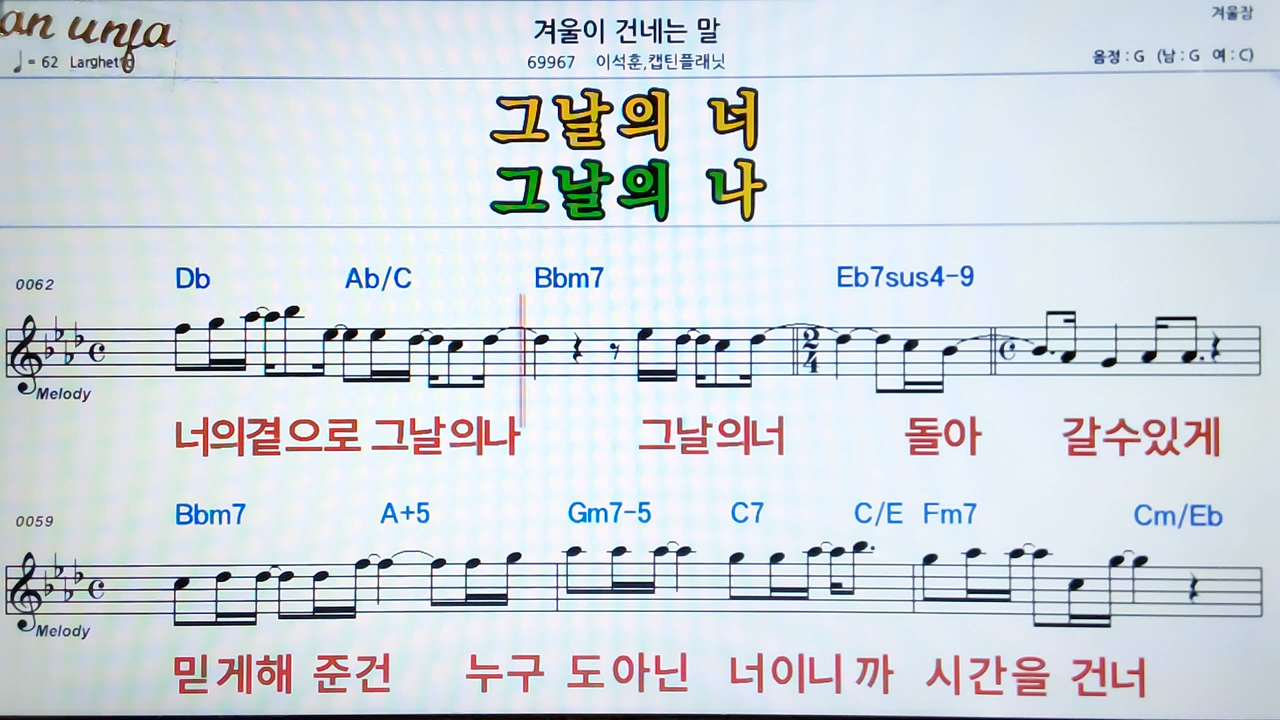 an unja
겨울이 건네는 말
겨울잠
♩= 62 Larghetto
69967 이석훈,캡틴플래닛
음정 : G (남 : G 여 : C)
그날의 너
그날의 나
0062 Db Ab/C Bbm7 Eb7sus4-9
2/4
Melody
너의곁으로 그날의나 그날의너 돌아 갈수있게
0059 Bbm7 A+5 Gm7-5 C7 C/E Fm7 Cm/Eb
Melody
믿게해 준건 누구 도아닌 너이니 까 시간을 건너